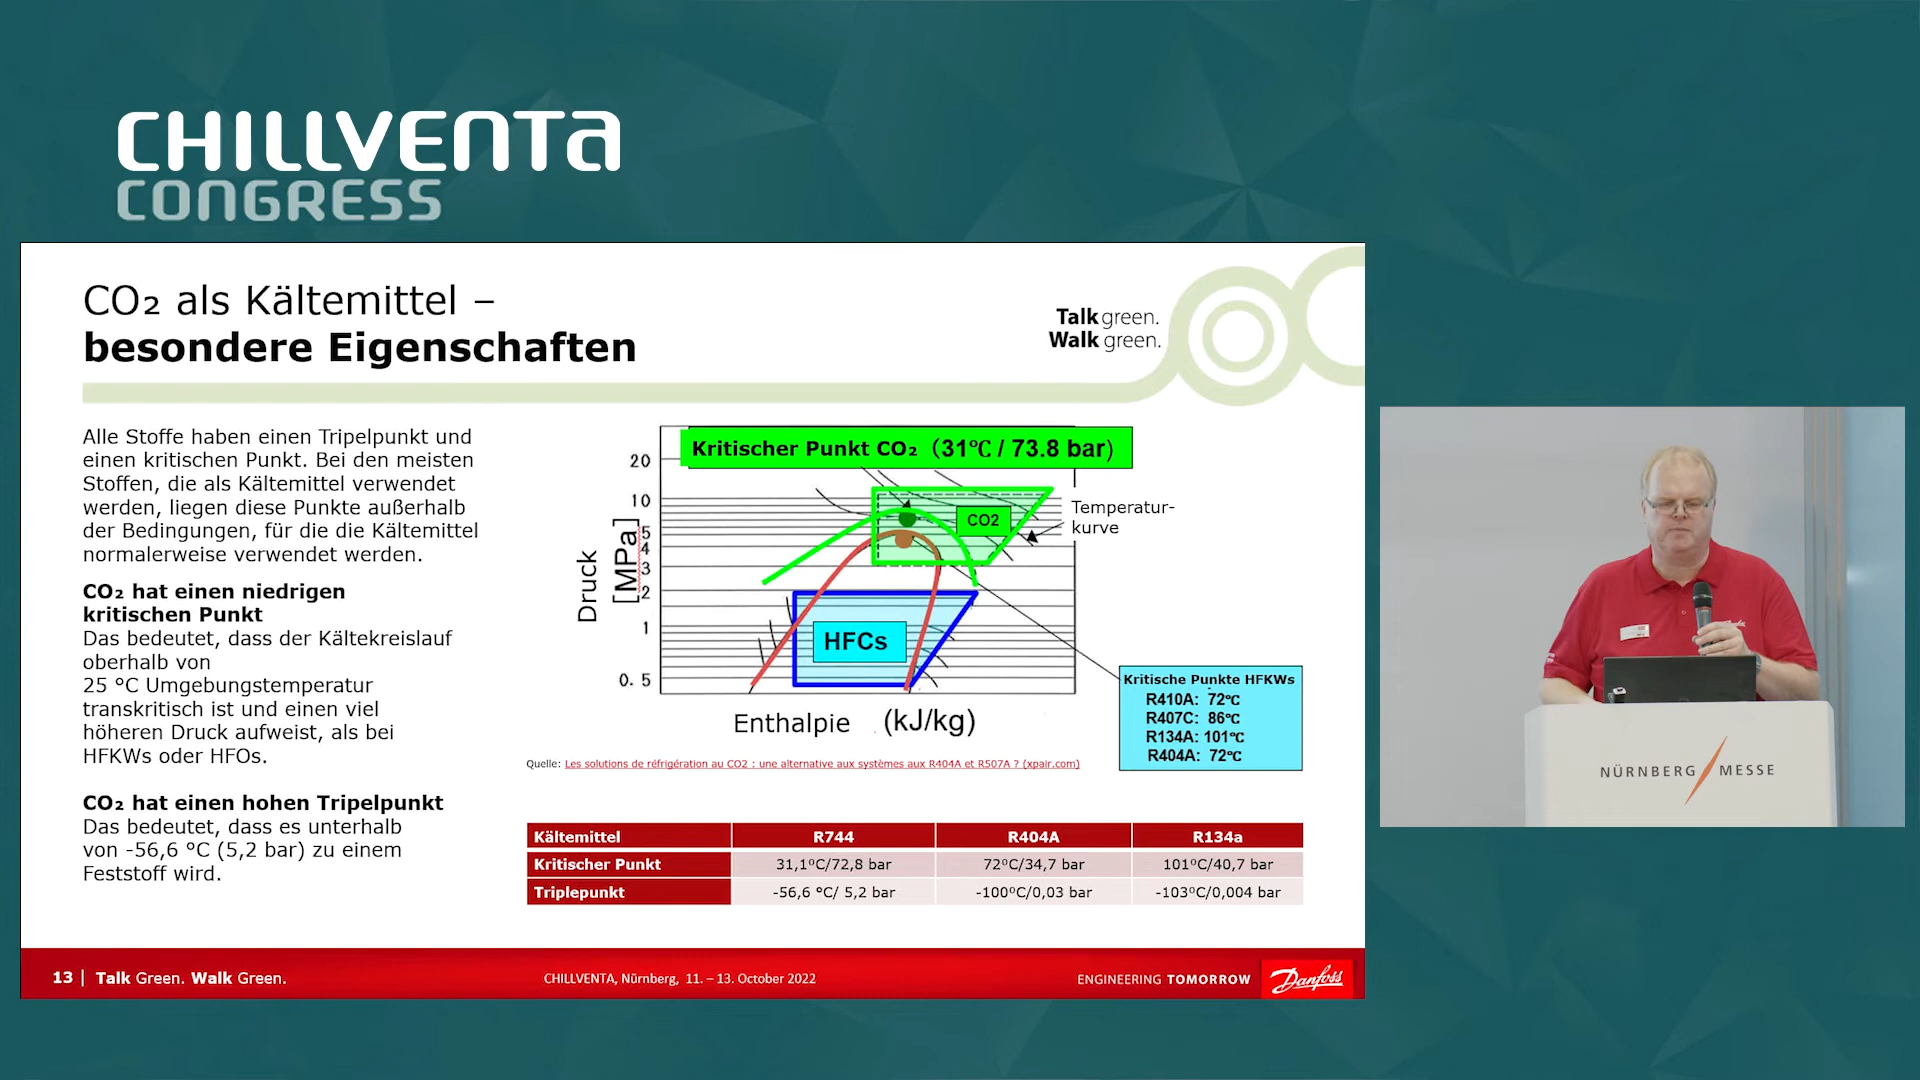 CHILLVENTA
CONGRESS
CO₂ als Kältemittel –
besondere Eigenschaften
Talk green.
Walk green.
Alle Stoffe haben einen Tripelpunkt und
einen kritischen Punkt. Bei den meisten
Stoffen, die als Kältemittel verwendet
werden, liegen diese Punkte außerhalb
der Bedingungen, für die die Kältemittel
normalerweise verwendet werden.
CO₂ hat einen niedrigen
kritischen Punkt
Das bedeutet, dass der Kältekreislauf
oberhalb von
25 °C Umgebungstemperatur
transkritisch ist und einen viel
höheren Druck aufweist, als bei
HFKWs oder HFOs.
CO₂ hat einen hohen Tripelpunkt
Das bedeutet, dass es unterhalb
von -56,6 °C (5,2 bar) zu einem
Feststoff wird.
Kritischer Punkt CO₂ (31℃ / 73.8 bar)
20
10
5
4
3
2
1
0. 5
Druck
[MPa]
CO2
Temperatur-
kurve
HFCs
Enthalpie (kJ/kg)
Kritische Punkte HFKWs
R410A: 72℃
R407C: 86℃
R134A: 101℃
R404A: 72℃
Quelle: Les solutions de réfrigération au CO2 : une alternative aux systèmes aux R404A et R507A ? (xpair.com)
Kältemittel R744 R404A R134a
Kritischer Punkt 31,1ºC/72,8 bar 72ºC/34,7 bar 101ºC/40,7 bar
Triplepunkt -56,6 ºC/ 5,2 bar -100ºC/0,03 bar -103ºC/0,004 bar
13 | Talk Green. Walk Green.
CHILLVENTA, Nürnberg, 11. – 13. October 2022
ENGINEERING TOMORROW
Danfoss
NÜRNBERG MESSE